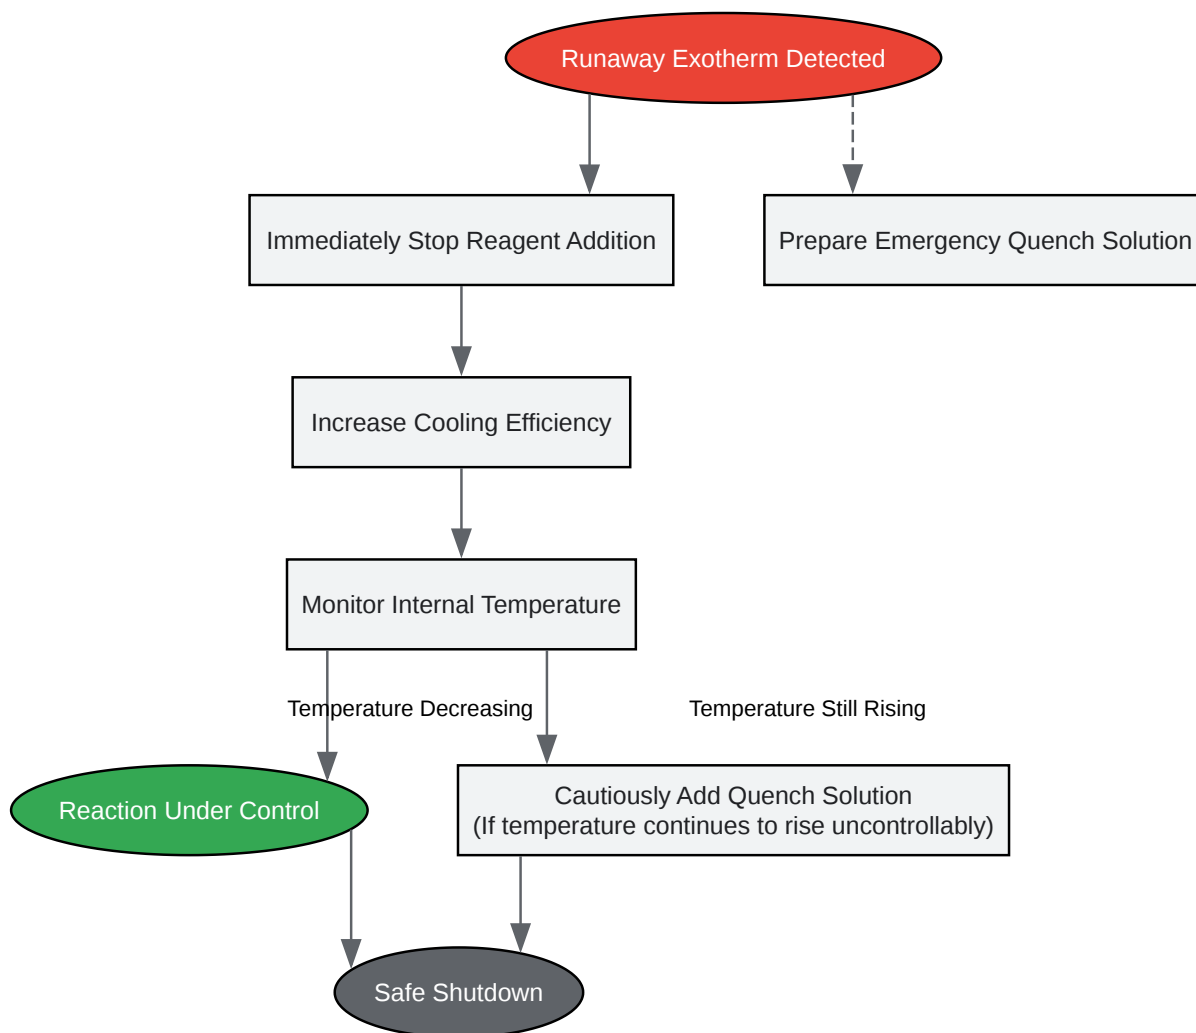 Runaway Exotherm Detected
Immediately Stop Reagent Addition
Prepare Emergency Quench Solution
Increase Cooling Efficiency
Monitor Internal Temperature
Temperature Decreasing
Temperature Still Rising
Reaction Under Control
Cautiously Add Quench Solution
(If temperature continues to rise uncontrollably)
Safe Shutdown